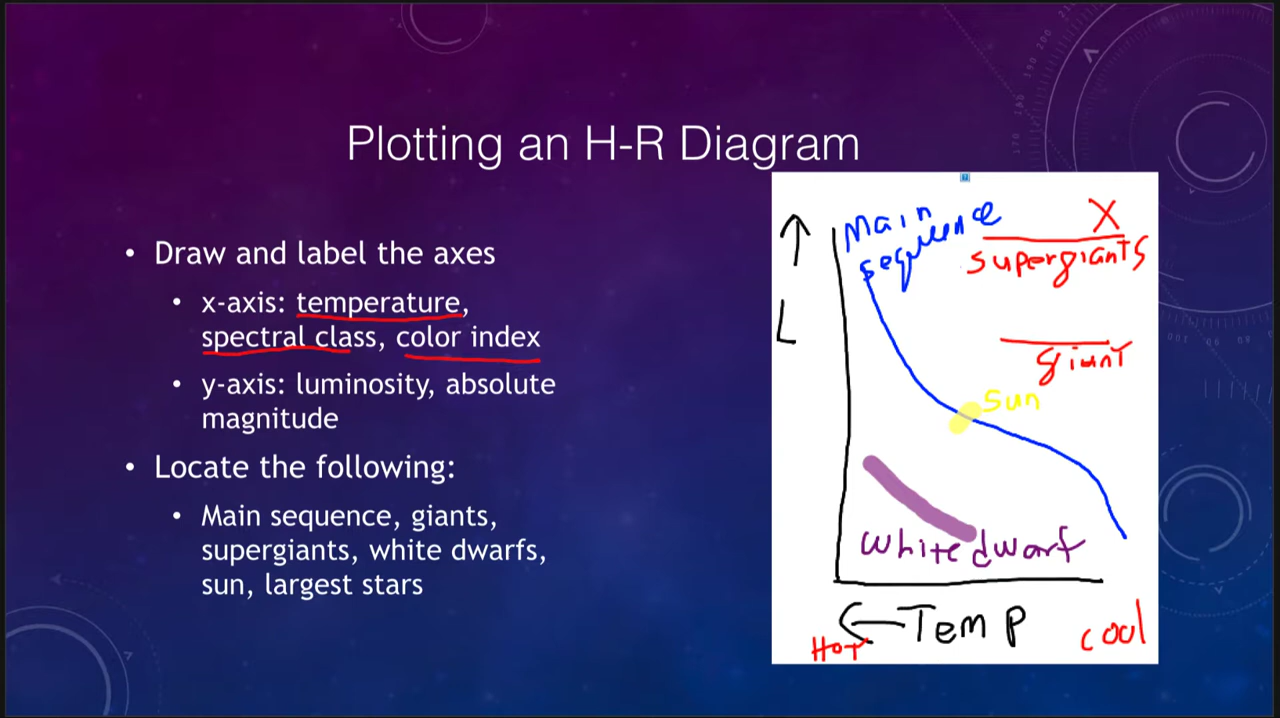 Plotting an H-R Diagram
• Draw and label the axes
• x-axis: temperature,
spectral class, color index
• y-axis: luminosity, absolute
magnitude
• Locate the following:
• Main sequence, giants,
supergiants, white dwarfs,
sun, largest stars
Main
sequence
X
supergiants
L
giant
Sun
White dwarf
Temp
Hot
cool